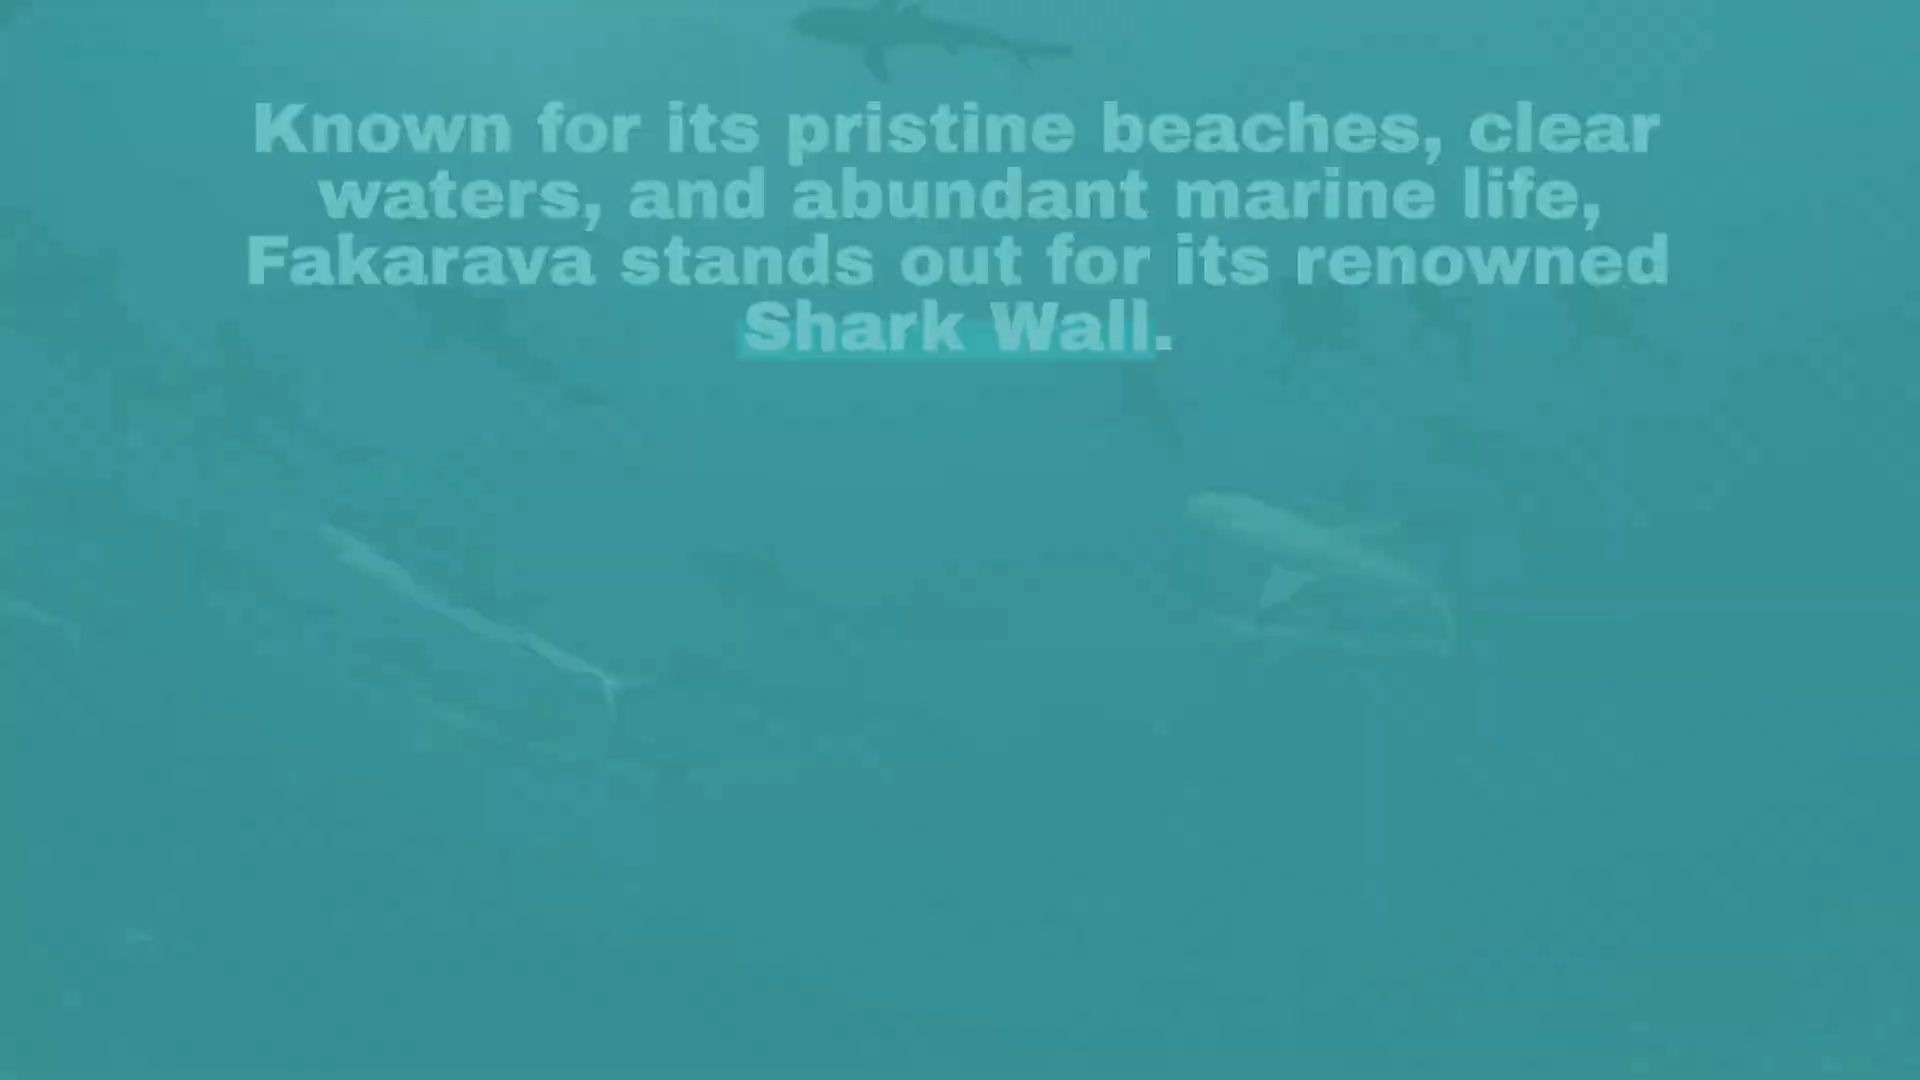 Known for its pristine beaches, clear
waters, and abundant marine life,
Fakarava stands out for its renowned
Shark Wall.